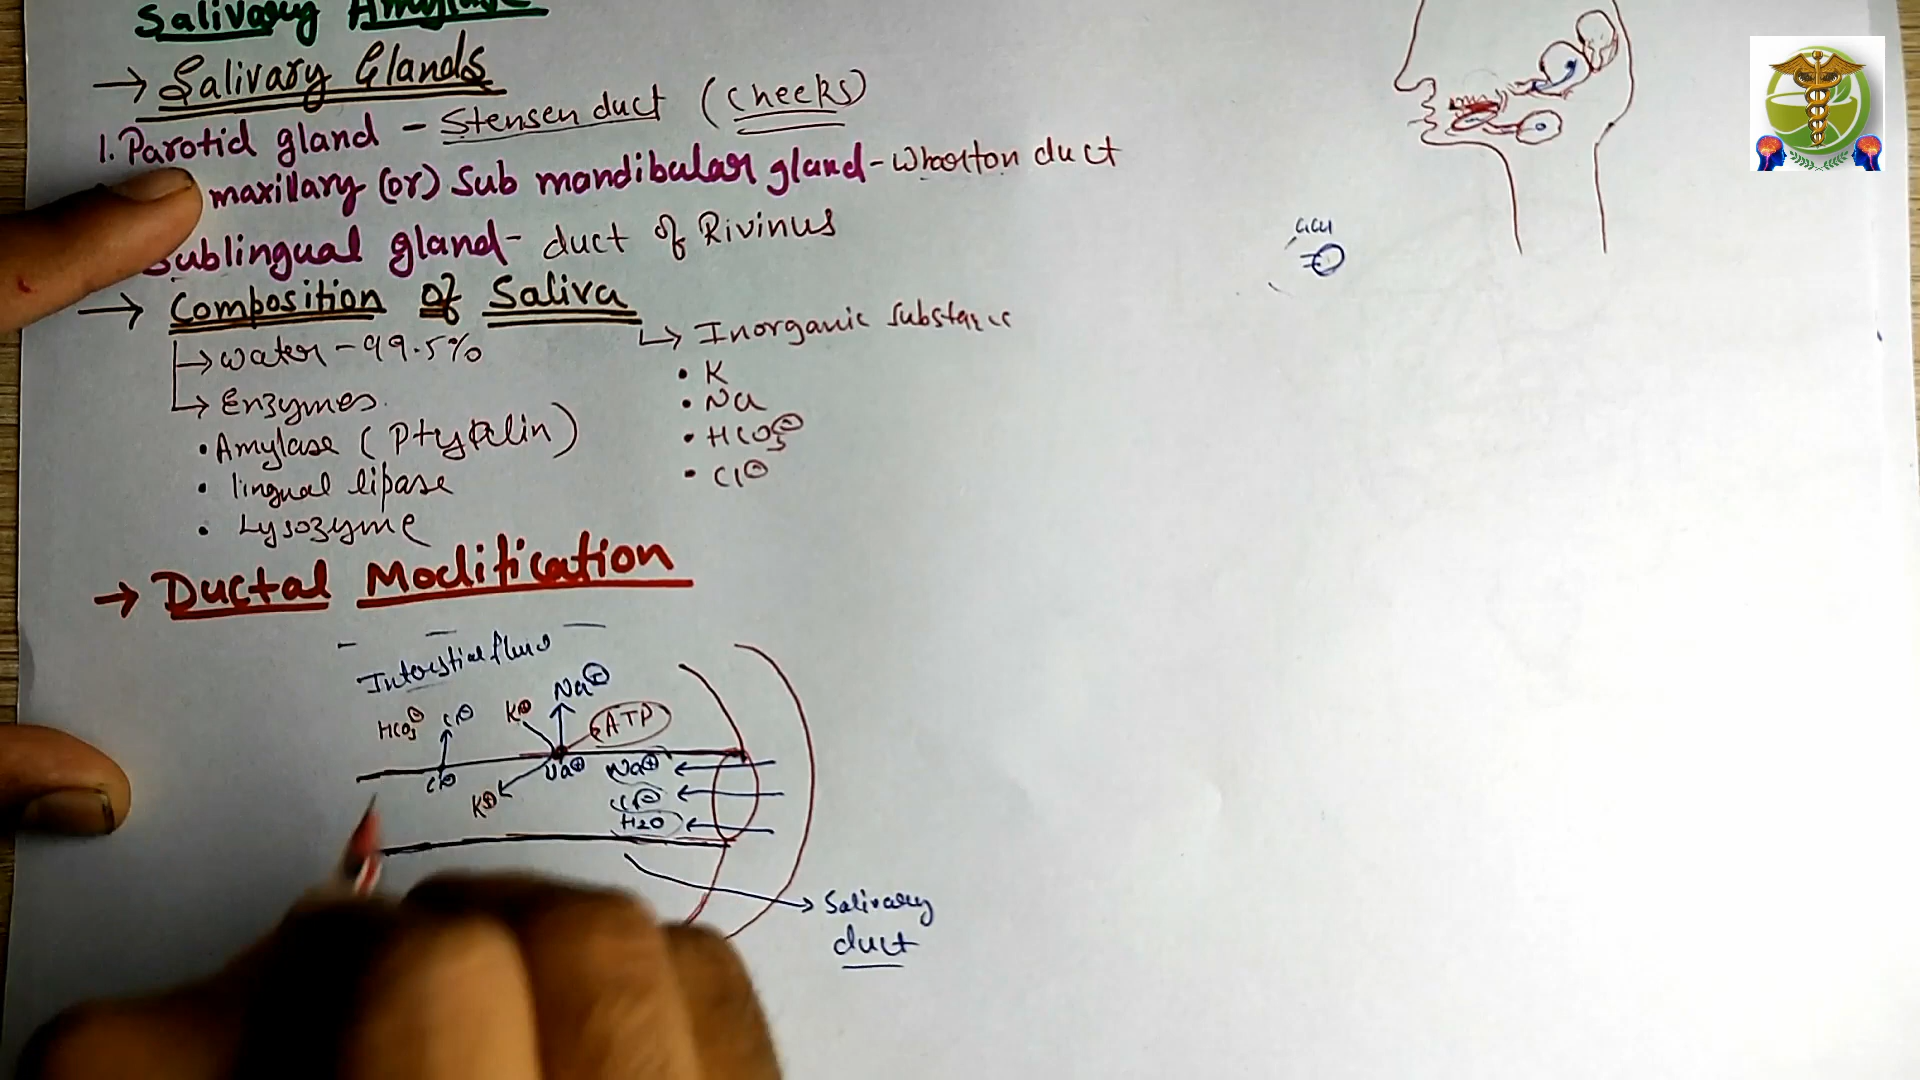 Salivary Amylase
→ Salivary Glands
1. Parotid gland - Stensen duct (cheeks)
maxillary (or) Sub mandibular gland - Wharton duct
Sublingual gland - duct of Rivinus
→ Composition of Saliva
→ water - 99.5%
→ Enzymes.
• Amylase (Ptyalin)
• lingual lipase
• Lysozyme
→ Inorganic substance
• K
• Na
• HCO3⊖
• Cl⊖
→ Ductal Modification
Interstial fluid
HCO3⊖ Cl⊖ K⊕ Na⊕ ATP
Cl⊖ K⊕ Na⊕ Na⊕
Cl⊖
H2O
→ Salivary
duct